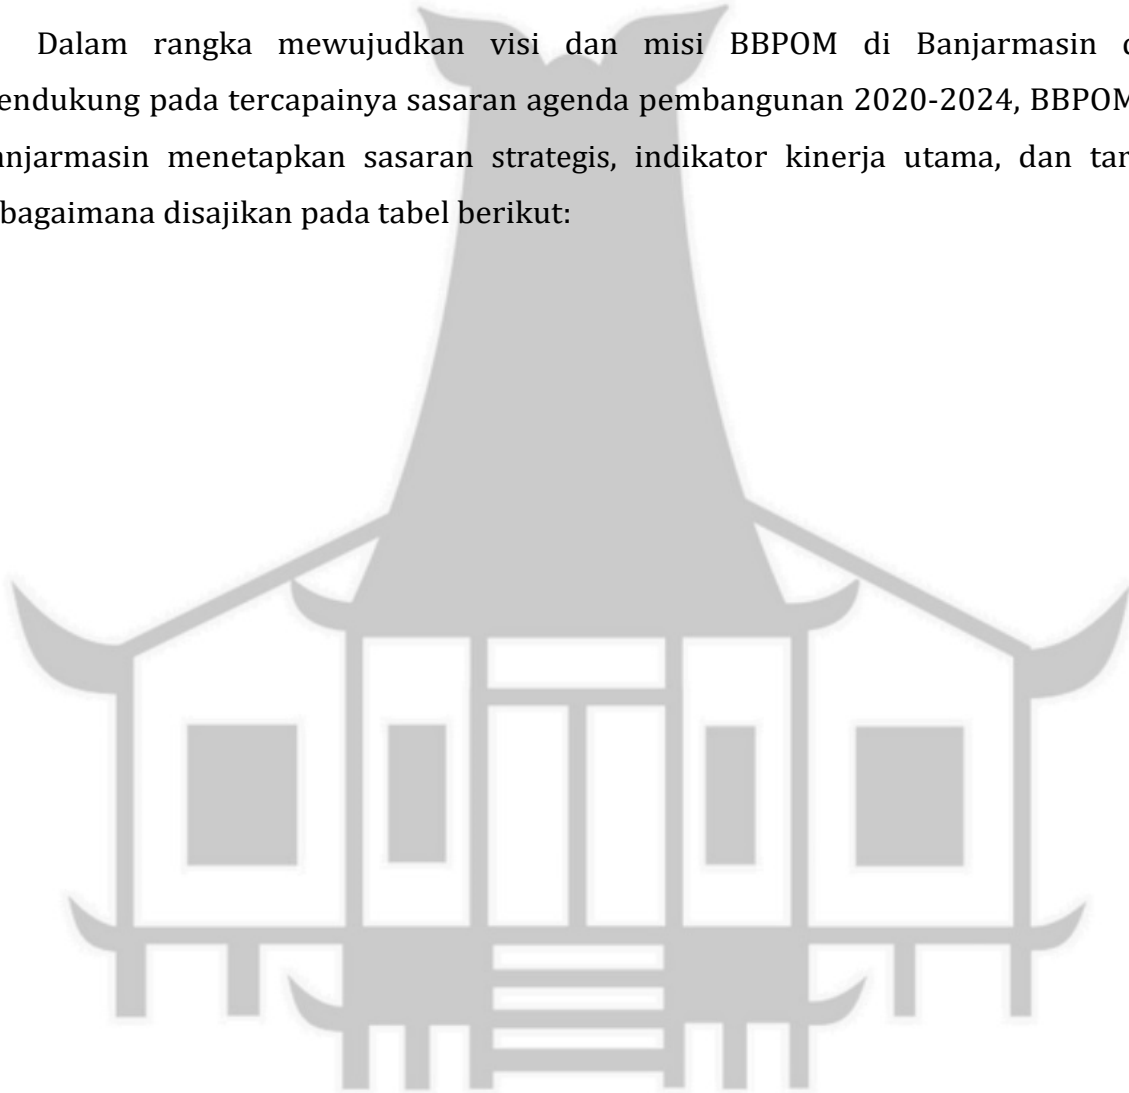 Dalam rangka mewujudkan visi dan misi BBPOM di Banjarmasin
endukung pada tercapainya sasaran agenda pembangunan 2020-2024, BBPOM
anjarmasin menetapkan sasaran strategis, indikator kinerja utama, dan tar
bagaimana disajikan pada tabel berikut: